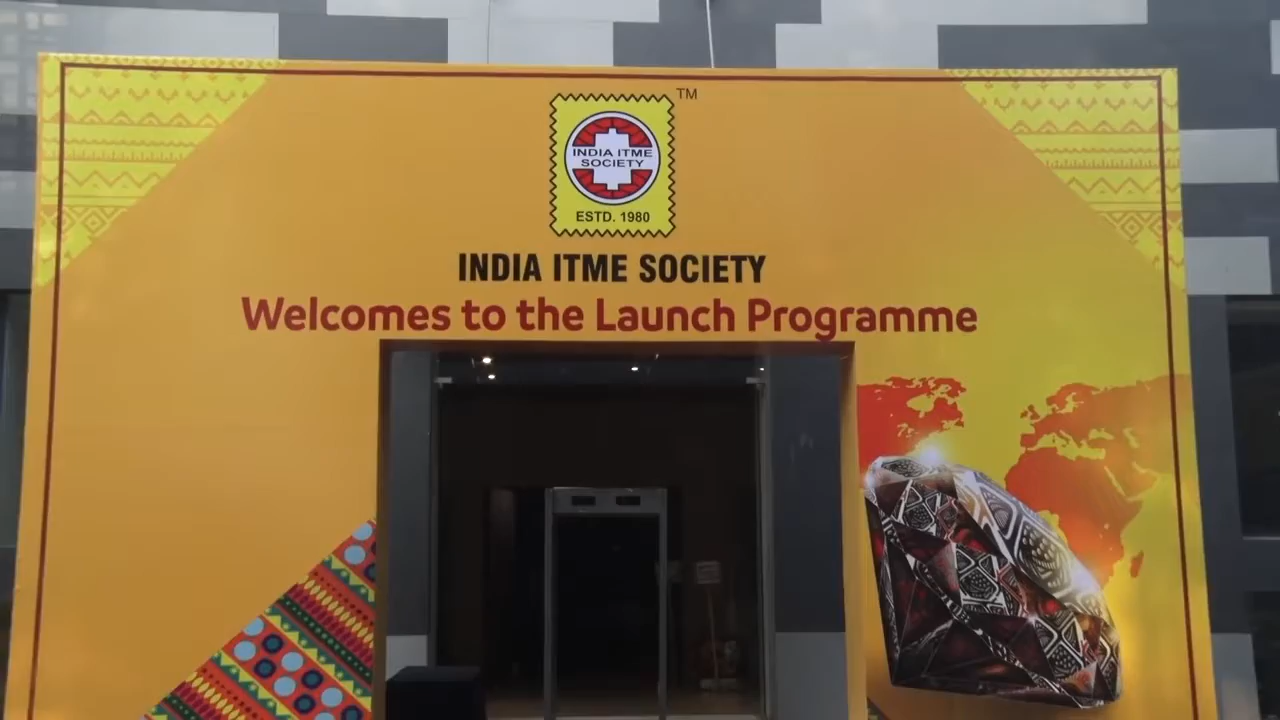 TM
INDIA ITME
SOCIETY
ESTD. 1980
INDIA ITME SOCIETY
Welcomes to the Launch Programme